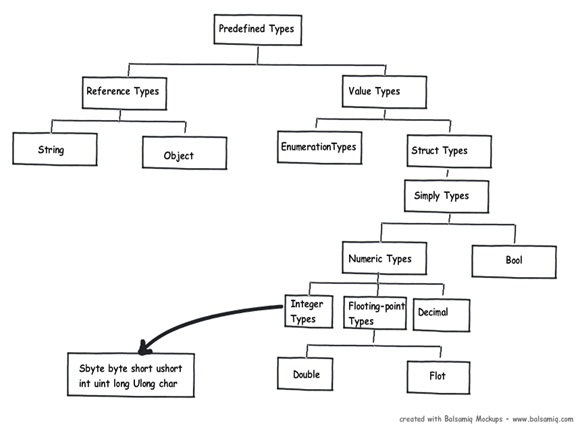 Predefined Types
Reference Types
Value Types
String
Object
EnumerationTypes
Struct Types
Simply Types
Numeric Types
Bool
Integer
Types
Flooting-point
Types
Decimal
Sbyte byte short ushort
int uint long Ulong char
Double
Flot
created with Balsamiq Mockups - www.balsamiq.com